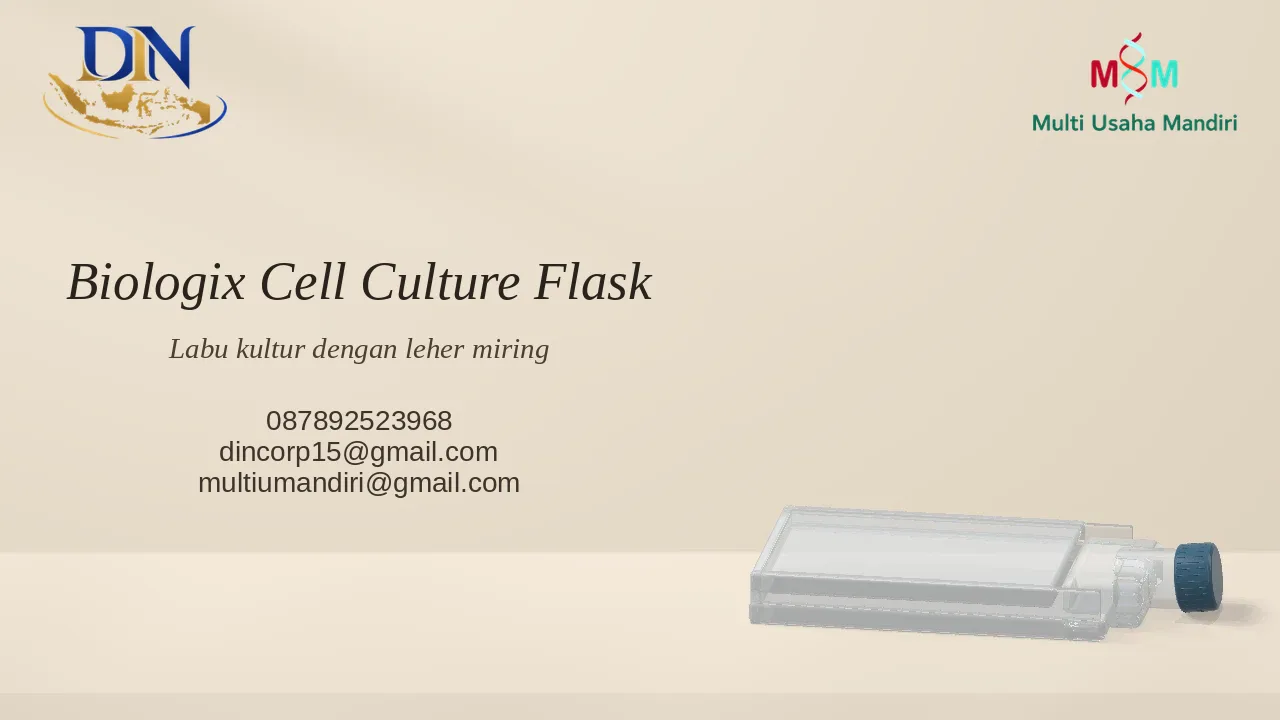 DIN
M M
Multi Usaha Mandiri
Biologix Cell Culture Flask
Labu kultur dengan leher miring
087892523968
dincorp15@gmail.com
multiumandiri@gmail.com